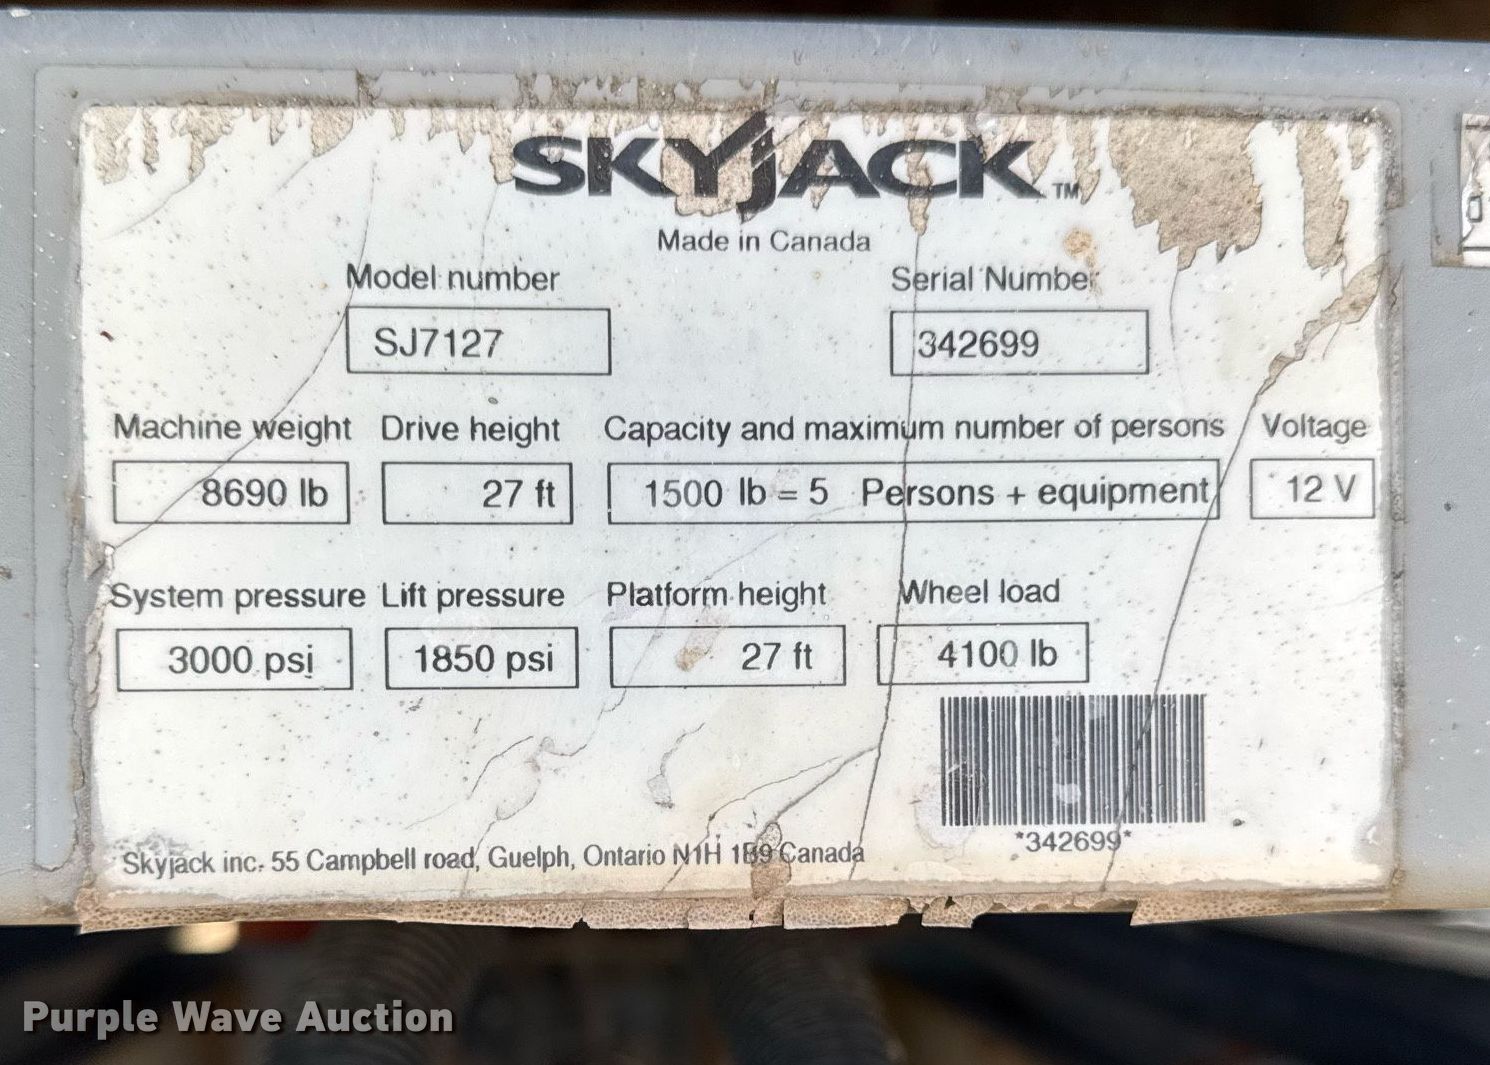 SKYJACK™
Made in Canada
Model number Serial Number
SJ7127 342699
Machine weight Drive height Capacity and maximum number of persons Voltage
8690 lb 27 ft 1500 lb = 5 Persons + equipment 12 V
System pressure Lift pressure Platform height Wheel load
3000 psi 1850 psi 27 ft 4100 lb
*342699*
Skyjack inc. 55 Campbell road, Guelph, Ontario N1H 1B9 Canada
Purple Wave Auction